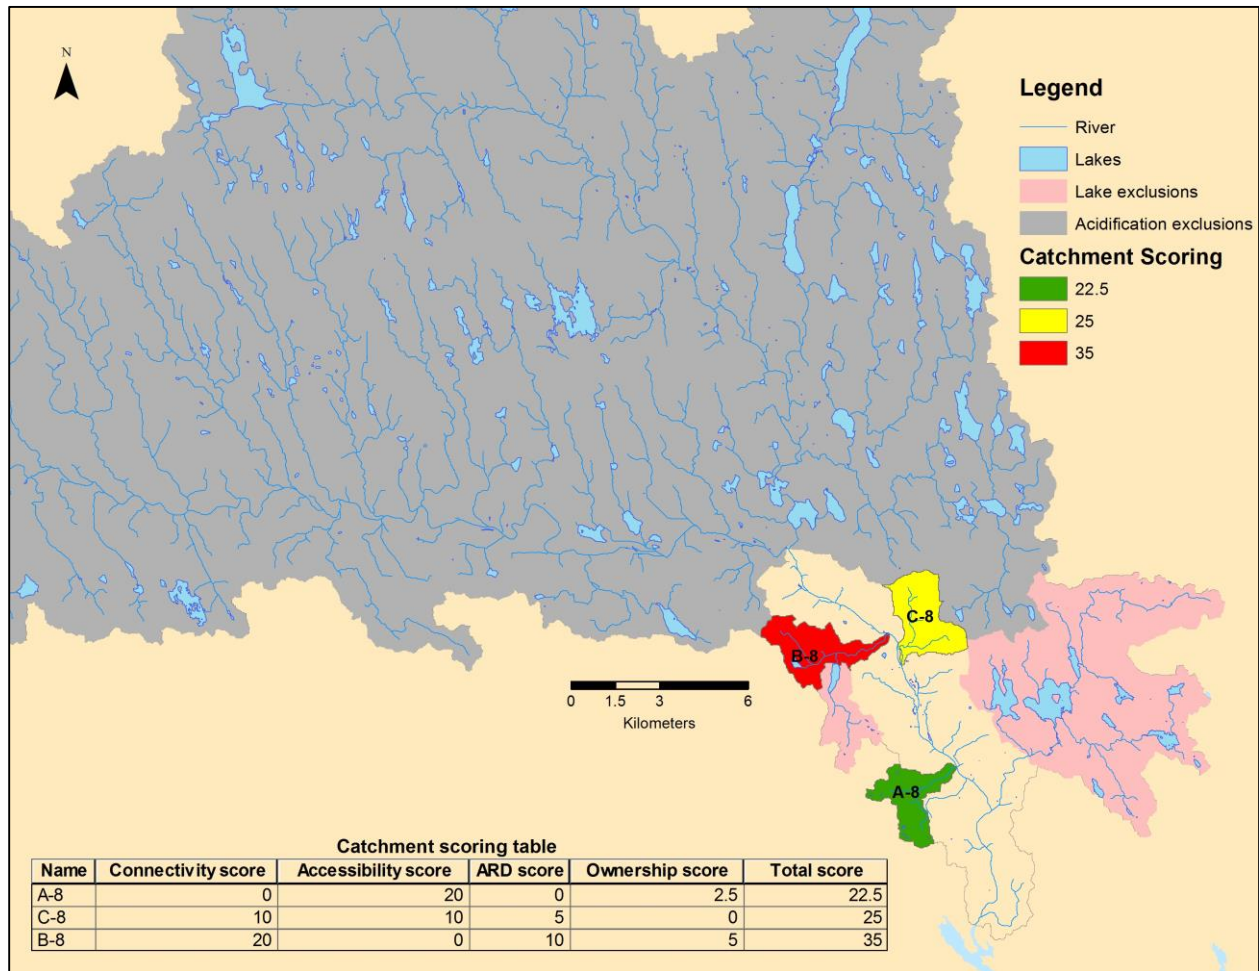 N
Legend
River
Lakes
Lake exclusions
Acidification exclusions
Catchment Scoring
22.5
25
35
C-8
B-8
0 1.5 3 6
Kilometers
A-8
Catchment scoring table
Name Connectivity score Accessibility score ARD score Ownership score Total score
A-8 0 20 0 2.5 22.5
C-8 10 10 5 0 25
B-8 20 0 10 5 35